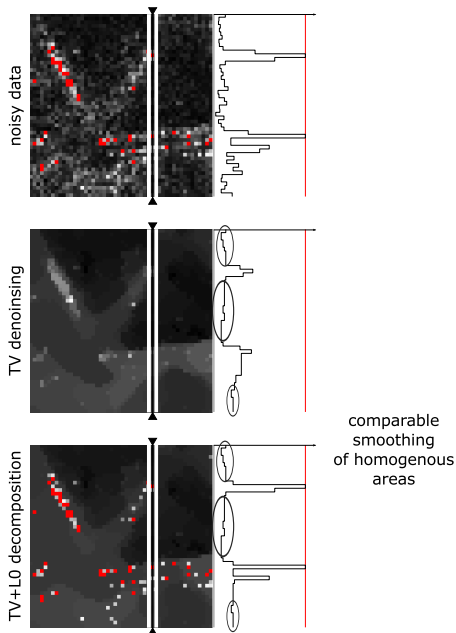 noisy data
TV denoinsing
TV+L0 decomposition
comparable
smoothing
of homogenous
areas